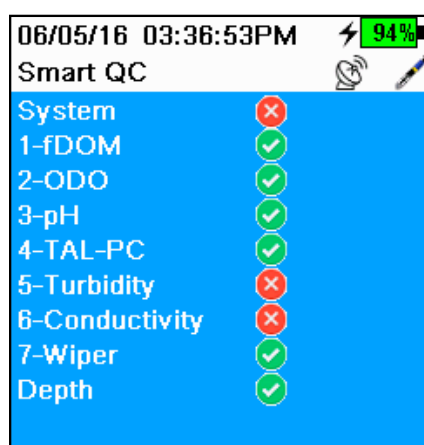 06/05/16 03:36:53PM 94%
Smart QC
System
1-fDOM
2-ODO
3-pH
4-TAL-PC
5-Turbidity
6-Conductivity
7-Wiper
Depth